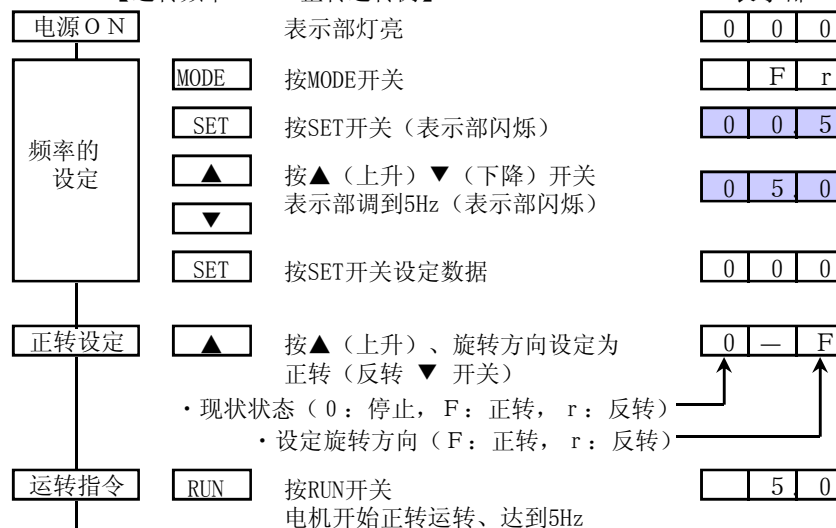 电源ＯＮ 表示部灯亮 0 0 0
MODE 按MODE开关 F r
SET 按SET开关（表示部闪烁） 0 0. 5
频率的
设定
▲ 按▲（上升）▼（下降）开关
▼ 表示部调到5Hz（表示部闪烁） 0 5. 0
SET 按SET开关设定数据 0 0 0
正转设定 ▲ 按▲（上升）、旋转方向设定为 0 — F
正转（反转 ▼ 开关）
・现状状态（０：停止，Ｆ：正转，ｒ：反转）
・设定旋转方向（Ｆ：正转，ｒ：反转）
运转指令 RUN 按RUN开关 5. 0
电机开始正转运转、达到5Hz